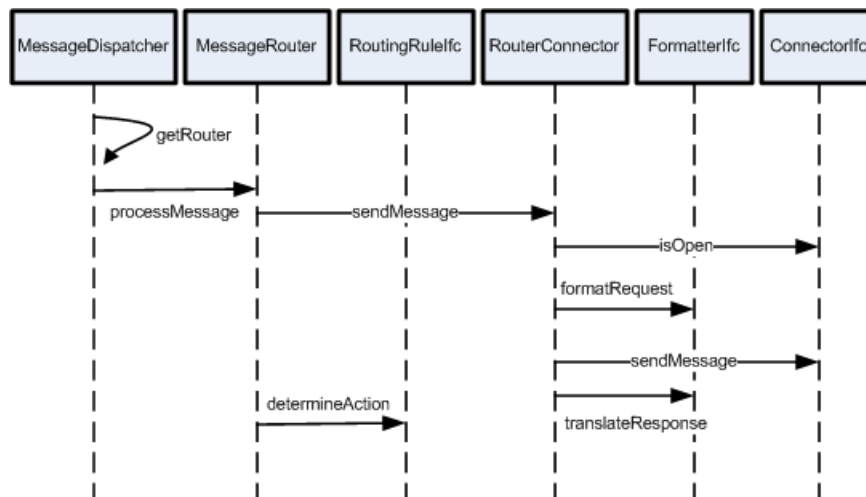 MessageDispatcher
MessageRouter
RoutingRuleIfc
RouterConnector
FormatterIfc
ConnectorIfc
getRouter
processMessage
sendMessage
isOpen
formatRequest
sendMessage
determineAction
translateResponse